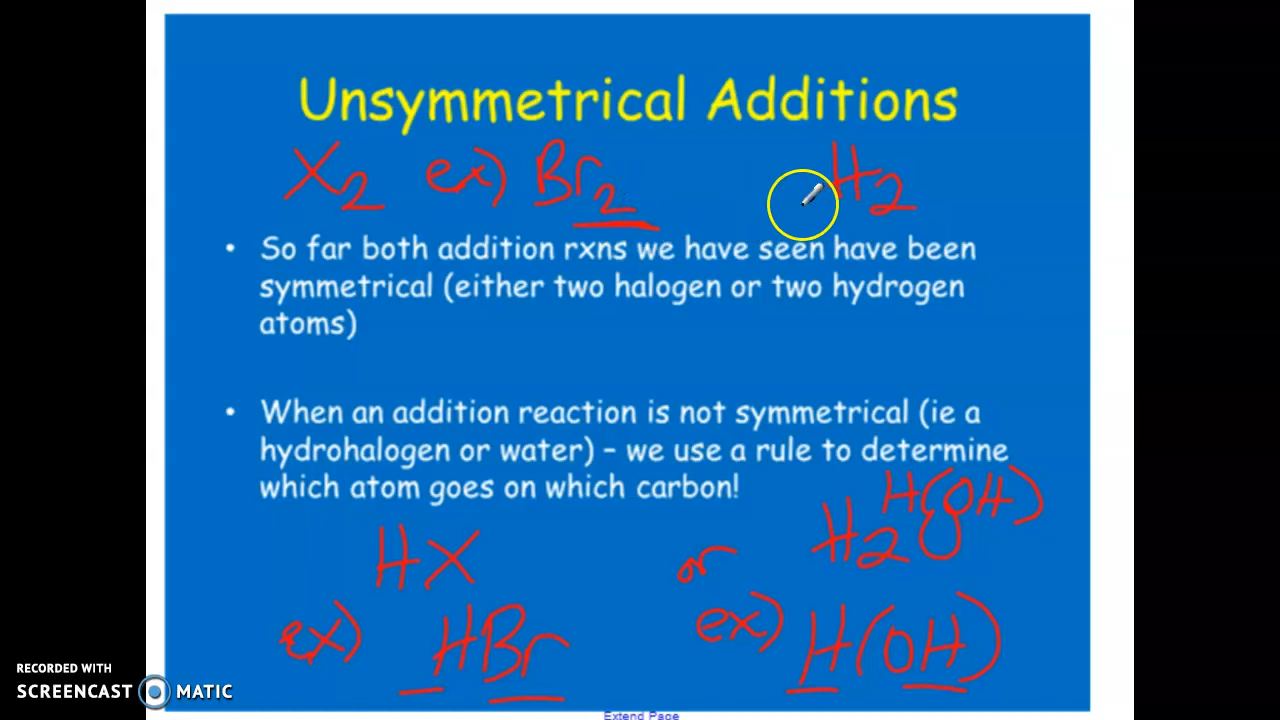 Unsymmetrical Additions
X2 ex) Br2 H2
• So far both addition rxns we have seen have been
symmetrical (either two halogen or two hydrogen
atoms)
• When an addition reaction is not symmetrical (ie a
hydrohalogen or water) – we use a rule to determine
which atom goes on which carbon!
H(OH)
HX or H2O
ex) HBr ex) H(OH)
RECORDED WITH
SCREENCAST MATIC
Extend Page